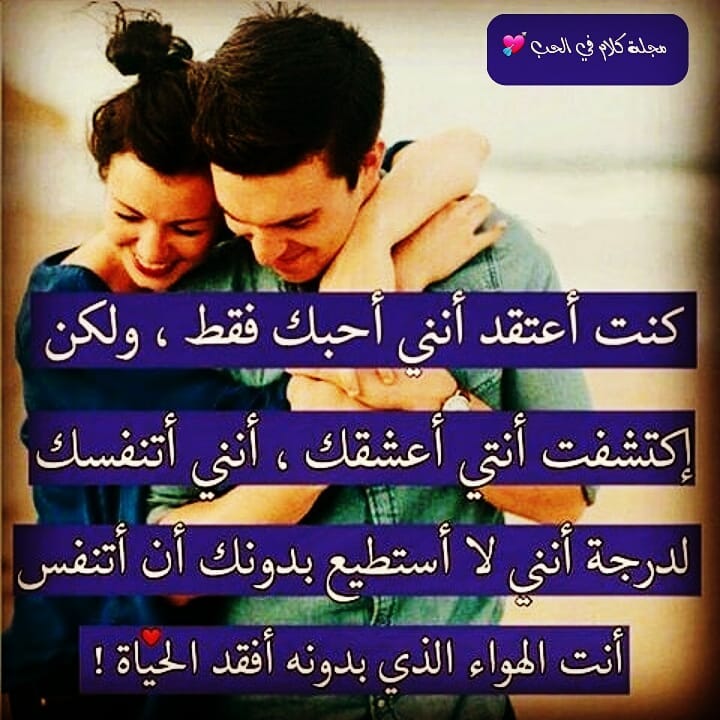 مجلة كلام في الحب 💘
كنت أعتقد أنني أحبك فقط ، ولكن
إكتشفت أنتي أعشقك ، أنني أتنفسك
لدرجة أنني لا أستطيع بدونك أن أتنفس
أنت الهواء الذي بدونه أفقد الحياة !